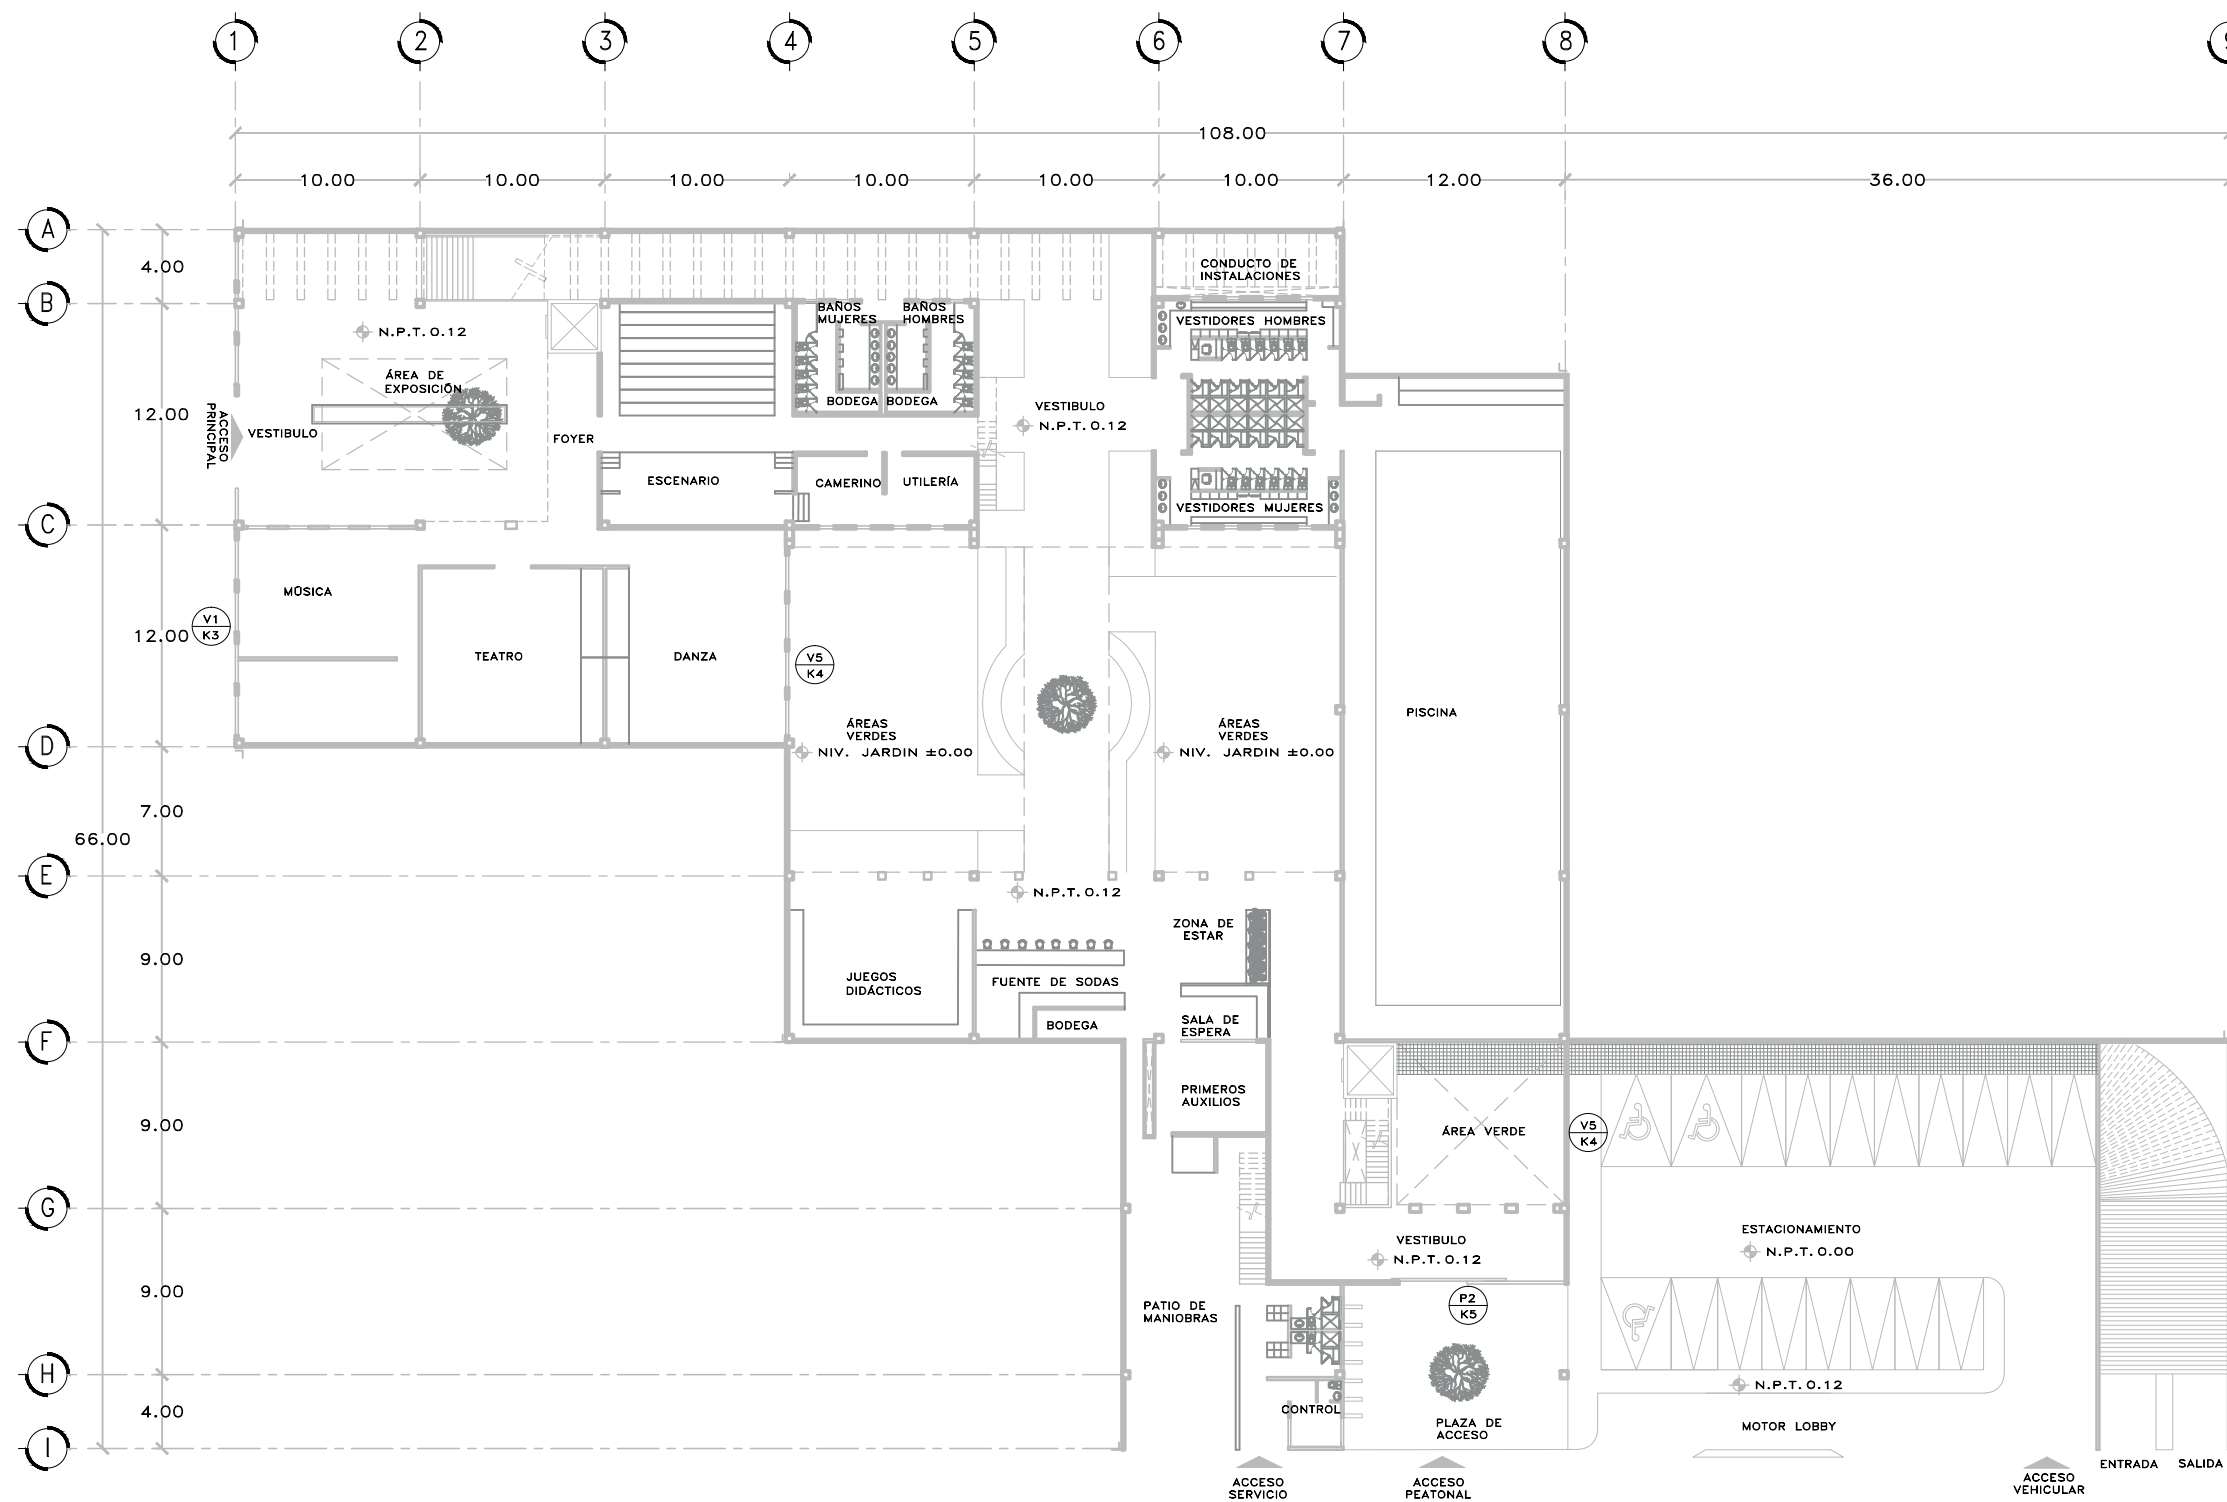 1 2 3 4 5 6 7 8 9
108.00
10.00 10.00 10.00 10.00 10.00 10.00 12.00 36.00
A
4.00
CONDUCTO DE
INSTALACIONES
B
BAÑOS
MUJERES
BAÑOS
HOMBRES
VESTIDORES HOMBRES
N.P.T. 0.12
ÁREA DE
EXPOSICIÓN
BODEGA
BODEGA
12.00
ACCESO
PRINCIPAL
VESTIBULO
FOYER
VESTIBULO
N.P.T. 0.12
ESCENARIO
CAMERINO
UTILERÍA
VESTIDORES MUJERES
C
MÚSICA
V1
K3
12.00
TEATRO
DANZA
V5
K4
PISCINA
ÁREAS
VERDES
NIV. JARDIN ±0.00
ÁREAS
VERDES
NIV. JARDIN ±0.00
D
7.00
66.00
E
N.P.T. 0.12
ZONA DE
ESTAR
9.00
JUEGOS
DIDÁCTICOS
FUENTE DE SODAS
BODEGA
SALA DE
ESPERA
F
PRIMEROS
AUXILIOS
9.00
ÁREA VERDE
V5
K4
G
ESTACIONAMIENTO
N.P.T. 0.00
VESTIBULO
N.P.T. 0.12
9.00
PATIO DE
MANIOBRAS
P2
K5
H
N.P.T. 0.12
4.00
CONTROL
PLAZA DE
ACCESO
MOTOR LOBBY
I
ENTRADA SALIDA
ACCESO
SERVICIO
ACCESO
PEATONAL
ACCESO
VEHICULAR